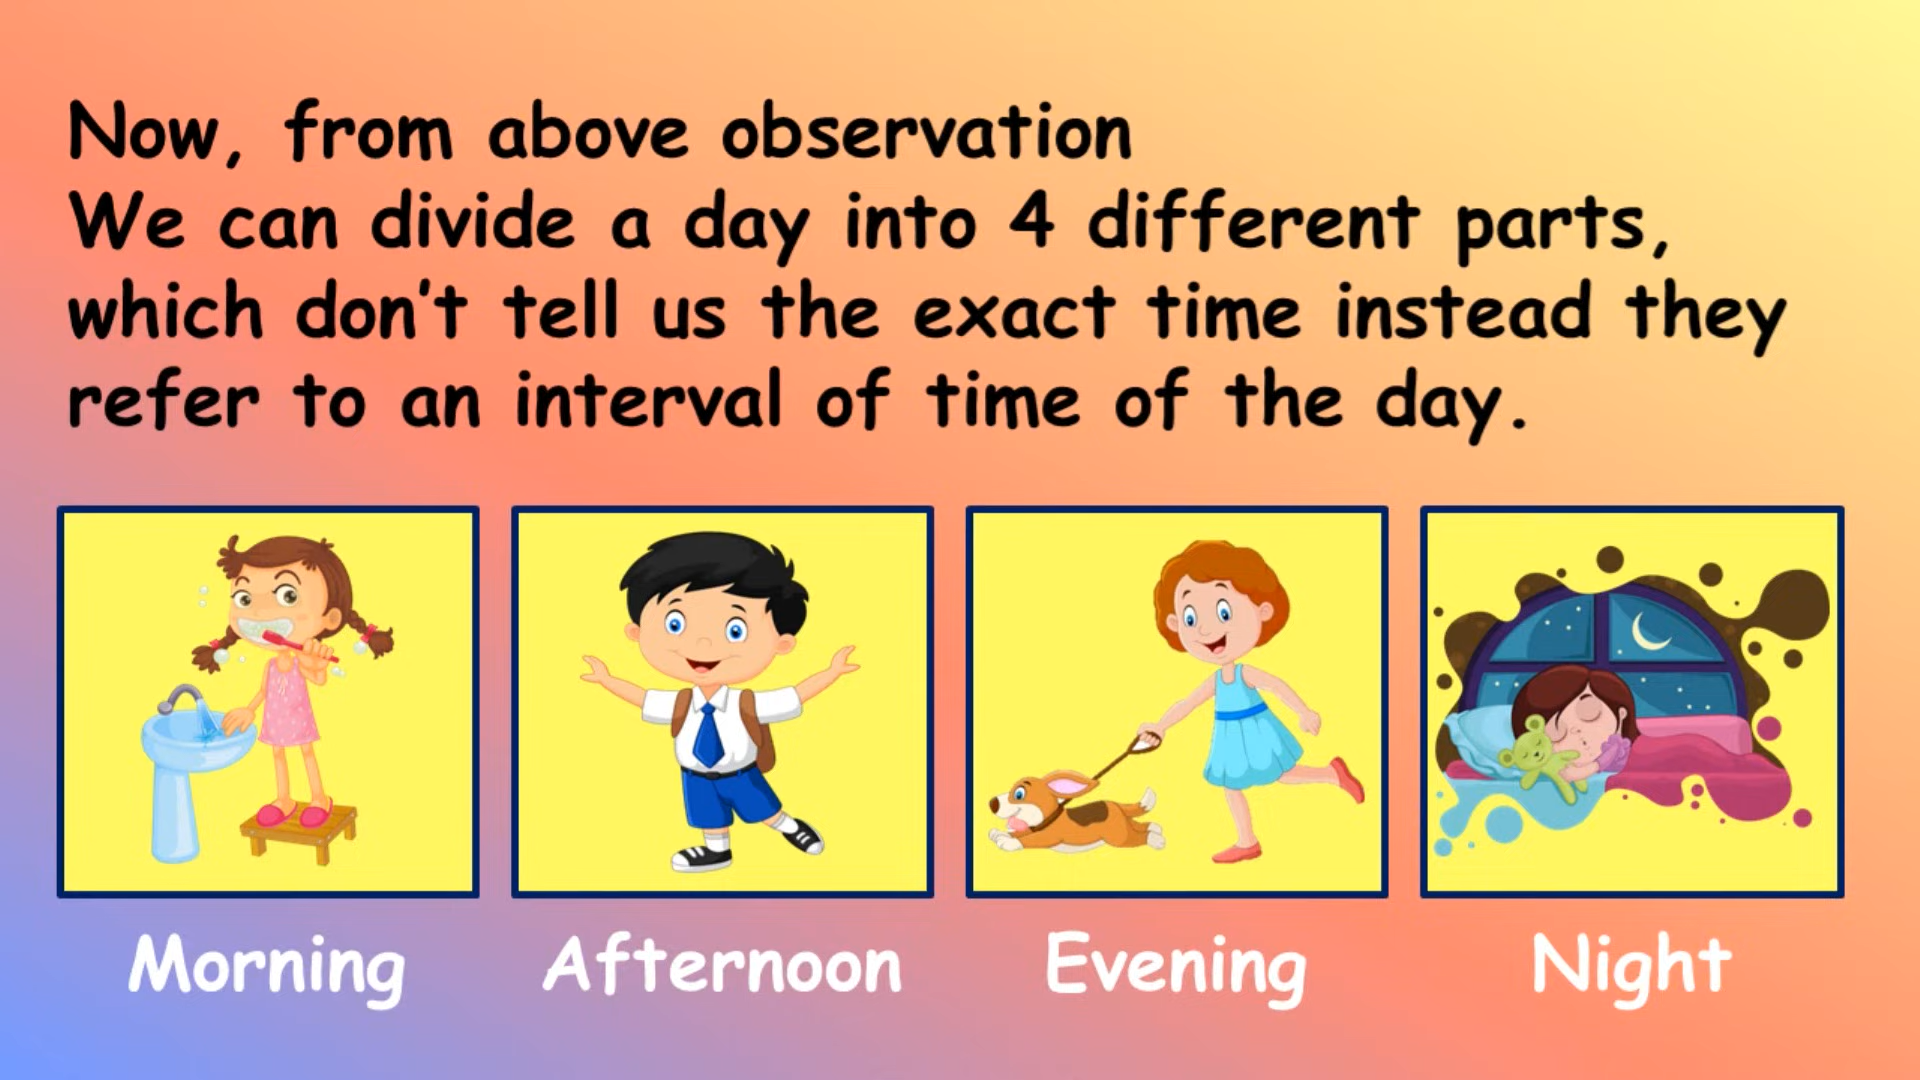 Now, from above observation
We can divide a day into 4 different parts,
which don't tell us the exact time instead they
refer to an interval of time of the day.
Morning
Afternoon
Evening
Night